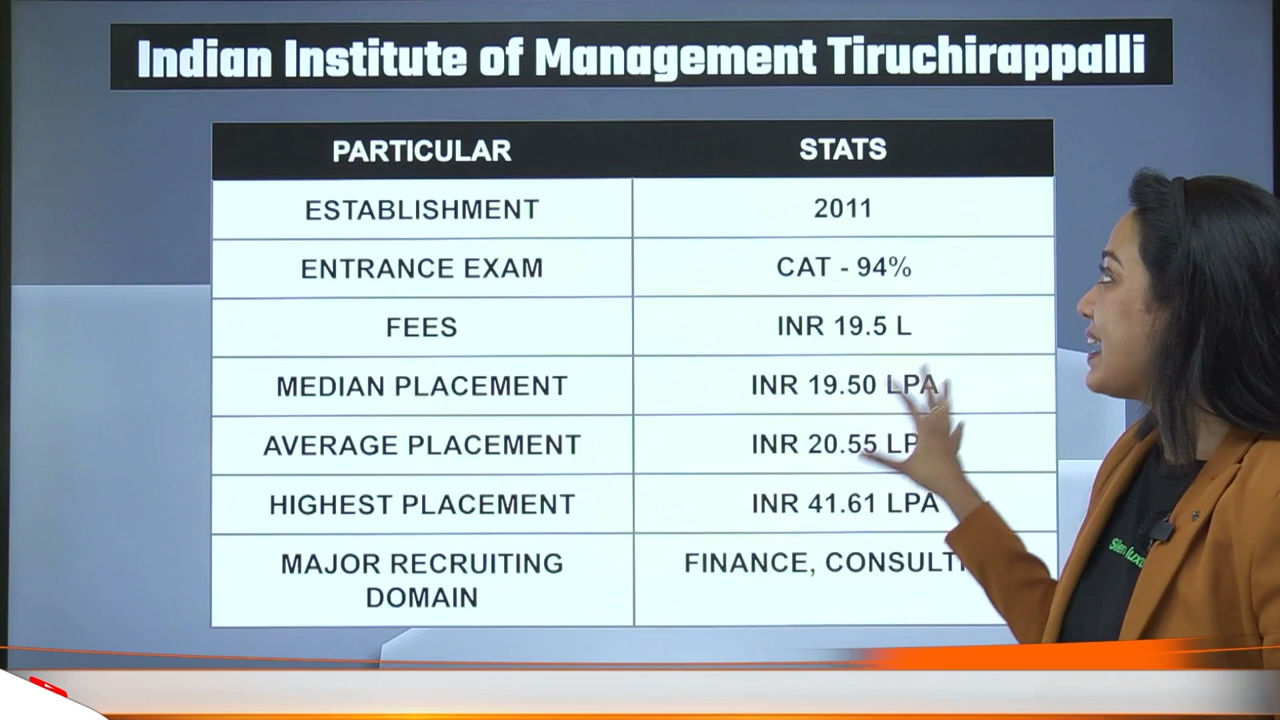 Indian Institute of Management Tiruchirappalli
PARTICULAR STATS
ESTABLISHMENT 2011
ENTRANCE EXAM CAT - 94%
FEES INR 19.5 L
MEDIAN PLACEMENT INR 19.50 LPA
AVERAGE PLACEMENT INR 20.55 LP
HIGHEST PLACEMENT INR 41.61 LPA
MAJOR RECRUITING DOMAIN FINANCE,